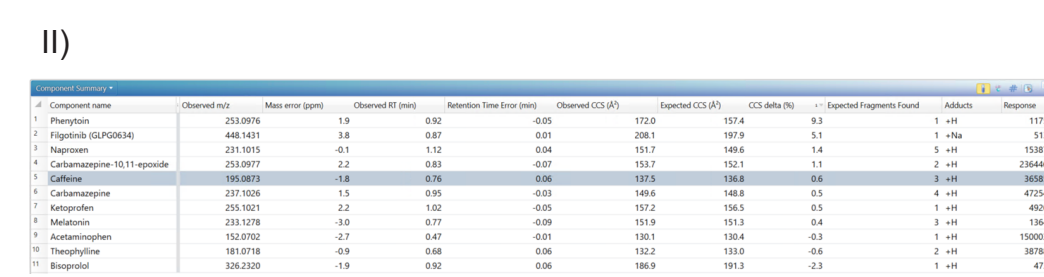 II)
Component Summary
Component name Observed m/z Mass error (ppm) Observed RT (min) Retention Time Error (min) Observed CCS (Å²) Expected CCS (Å²) CCS delta (%) Expected Fragments Found Adducts Response
1 Phenytoin 253.0976 1.9 0.92 -0.05 172.0 157.4 9.3 1 +H 117
2 Filgotinib (GLPG0634) 448.1431 3.8 0.87 0.01 208.1 197.9 5.1 1 +Na 51
3 Naproxen 231.1015 -0.1 1.12 0.04 151.7 149.6 1.4 5 +H 1538
4 Carbamazepine-10,11-epoxide 253.0977 2.2 0.83 -0.07 153.7 152.1 1.1 2 +H 23644
5 Caffeine 195.0873 -1.8 0.76 0.06 137.5 136.8 0.6 3 +H 3658
6 Carbamazepine 237.1026 1.5 0.95 -0.03 149.6 148.8 0.5 4 +H 4725
7 Ketoprofen 255.1021 2.2 1.02 -0.05 157.2 156.5 0.5 1 +H 492
8 Melatonin 233.1278 -3.0 0.77 -0.09 151.9 151.3 0.4 3 +H 136
9 Acetaminophen 152.0702 -2.7 0.47 -0.01 130.1 130.4 -0.3 1 +H 15000
10 Theophylline 181.0718 -0.9 0.68 0.06 132.2 133.0 -0.6 2 +H 3878
11 Bisoprolol 326.2320 -1.9 0.92 0.06 186.9 191.3 -2.3 1 +H 47